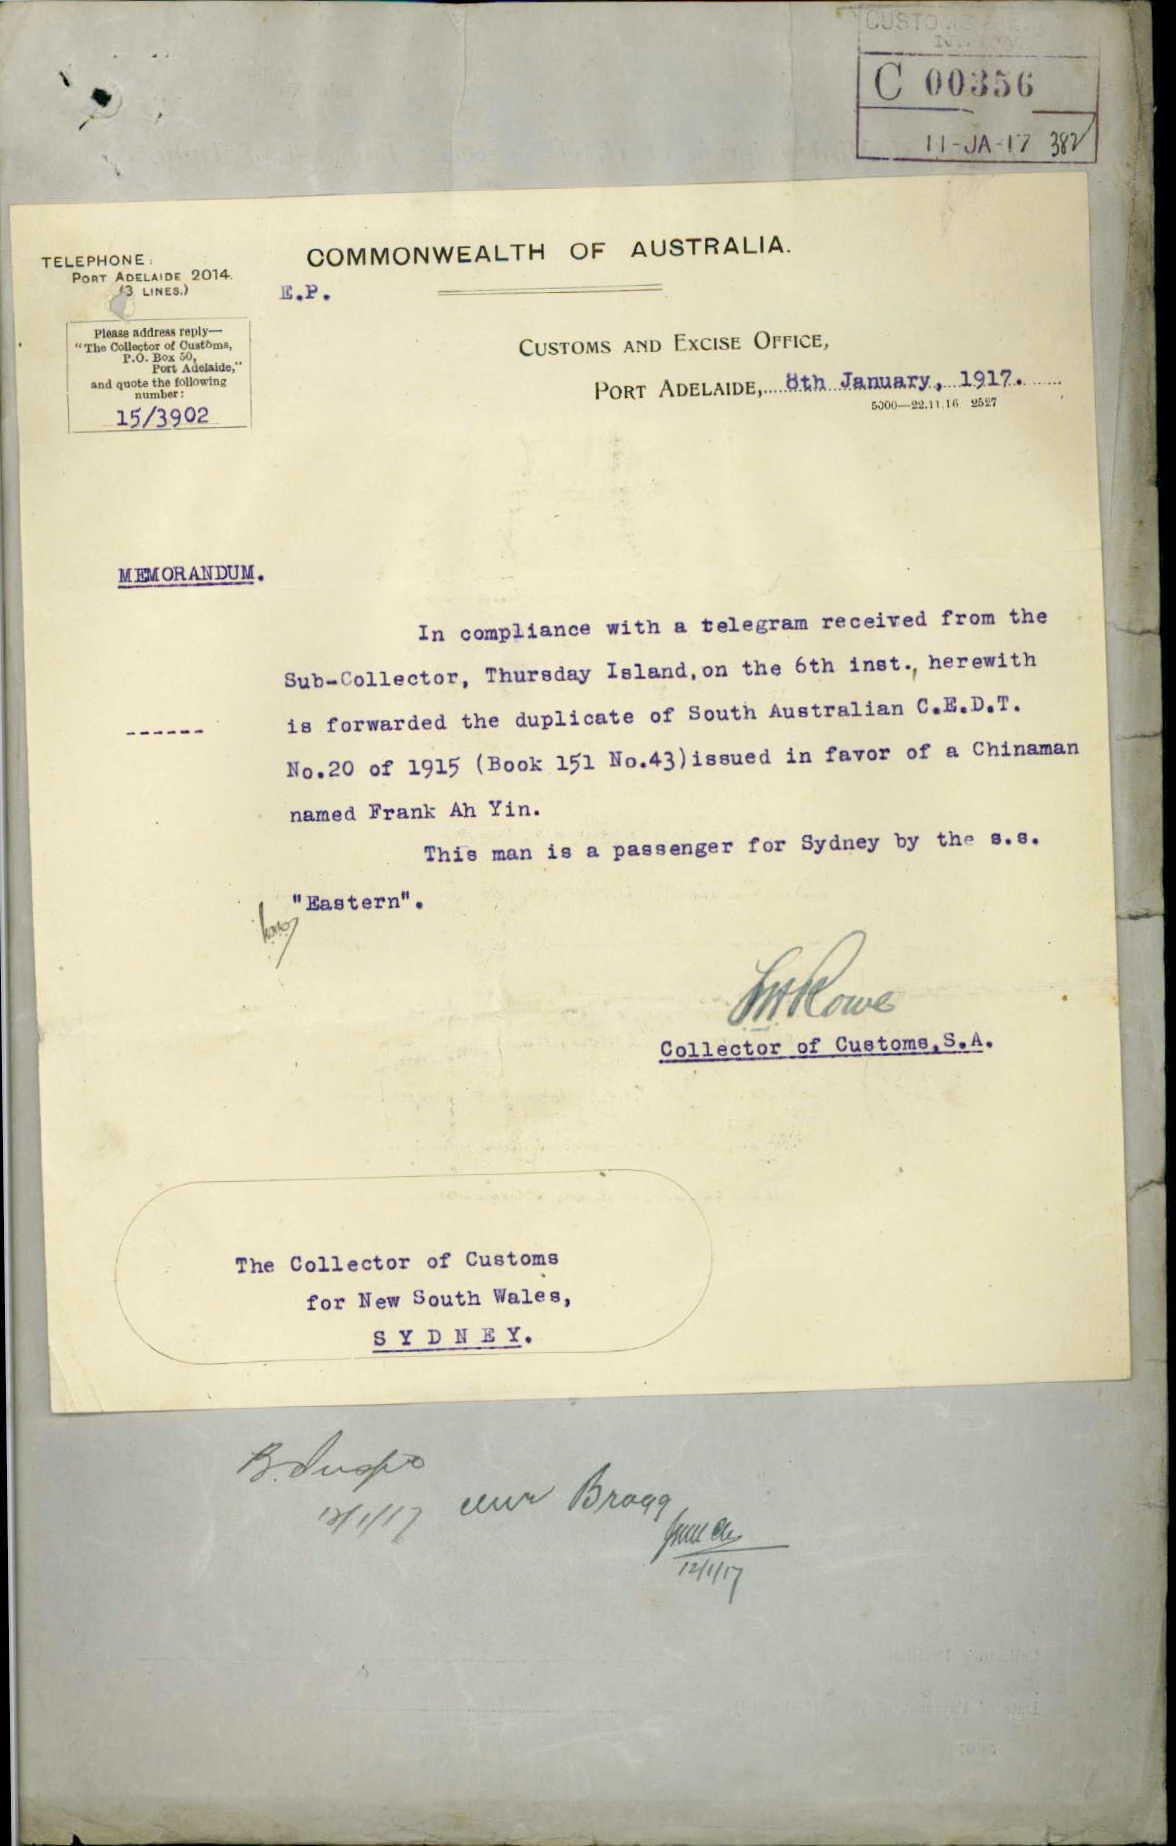 C 00356
11-JA-17 382
COMMONWEALTH OF AUSTRALIA.
TELEPHONE:
PORT ADELAIDE 2014.
(3 LINES.)
E.P.
Please address reply—
"The Collector of Customs,
P.O. Box 50,
Port Adelaide,"
and quote the following
number:
15/3902
CUSTOMS AND EXCISE OFFICE,
PORT ADELAIDE, 8th January, 1917.
5000—22.11.16 2527
MEMORANDUM.
In compliance with a telegram received from the
Sub-Collector, Thursday Island, on the 6th inst., herewith
------ is forwarded the duplicate of South Australian C.E.D.T.
No.20 of 1915 (Book 151 No.43) issued in favor of a Chinaman
named Frank Ah Yin.
This man is a passenger for Sydney by the s.s.
"Eastern".
Rowe
Collector of Customs, S.A.
The Collector of Customs
for New South Wales,
SYDNEY.
B.
12/1/17 Bragg
12/1/17